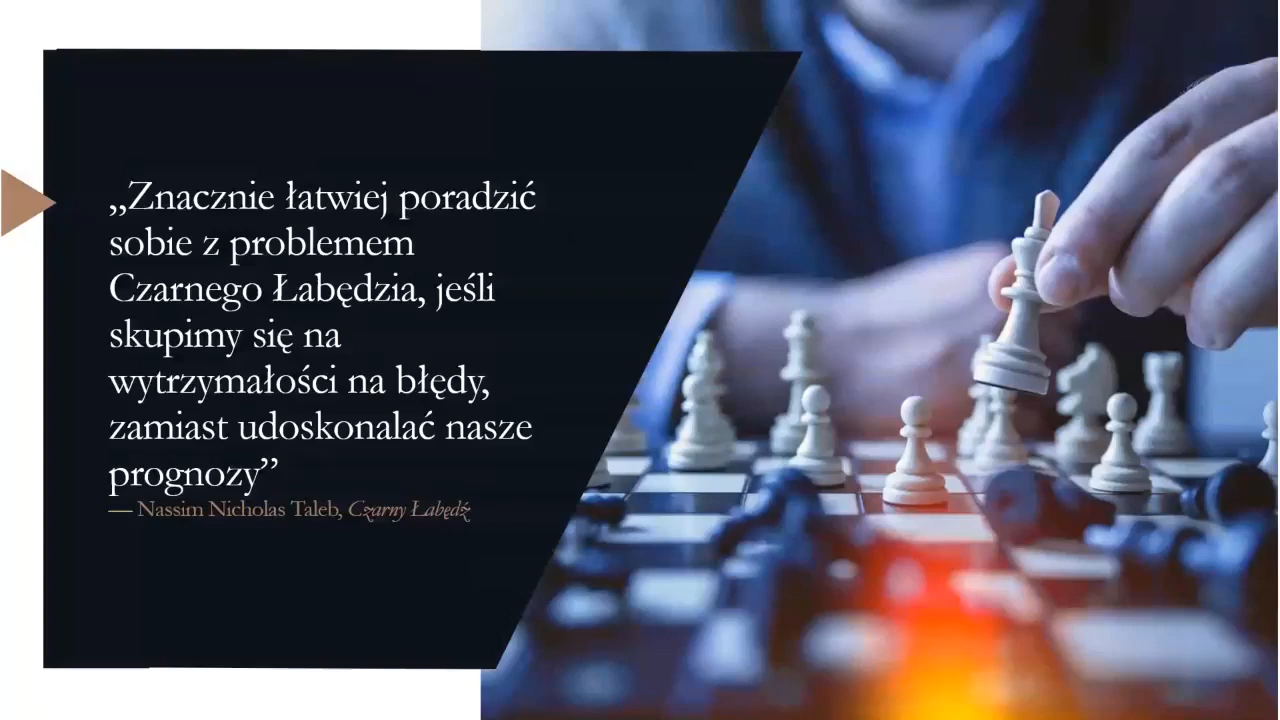 „Znacznie łatwiej poradzić
sobie z problemem
Czarnego Łabędzia, jeśli
skupimy się na
wytrzymałości na błędy,
zamiast udoskonalać nasze
prognozy”
— Nassim Nicholas Taleb, Czarny Łabędź